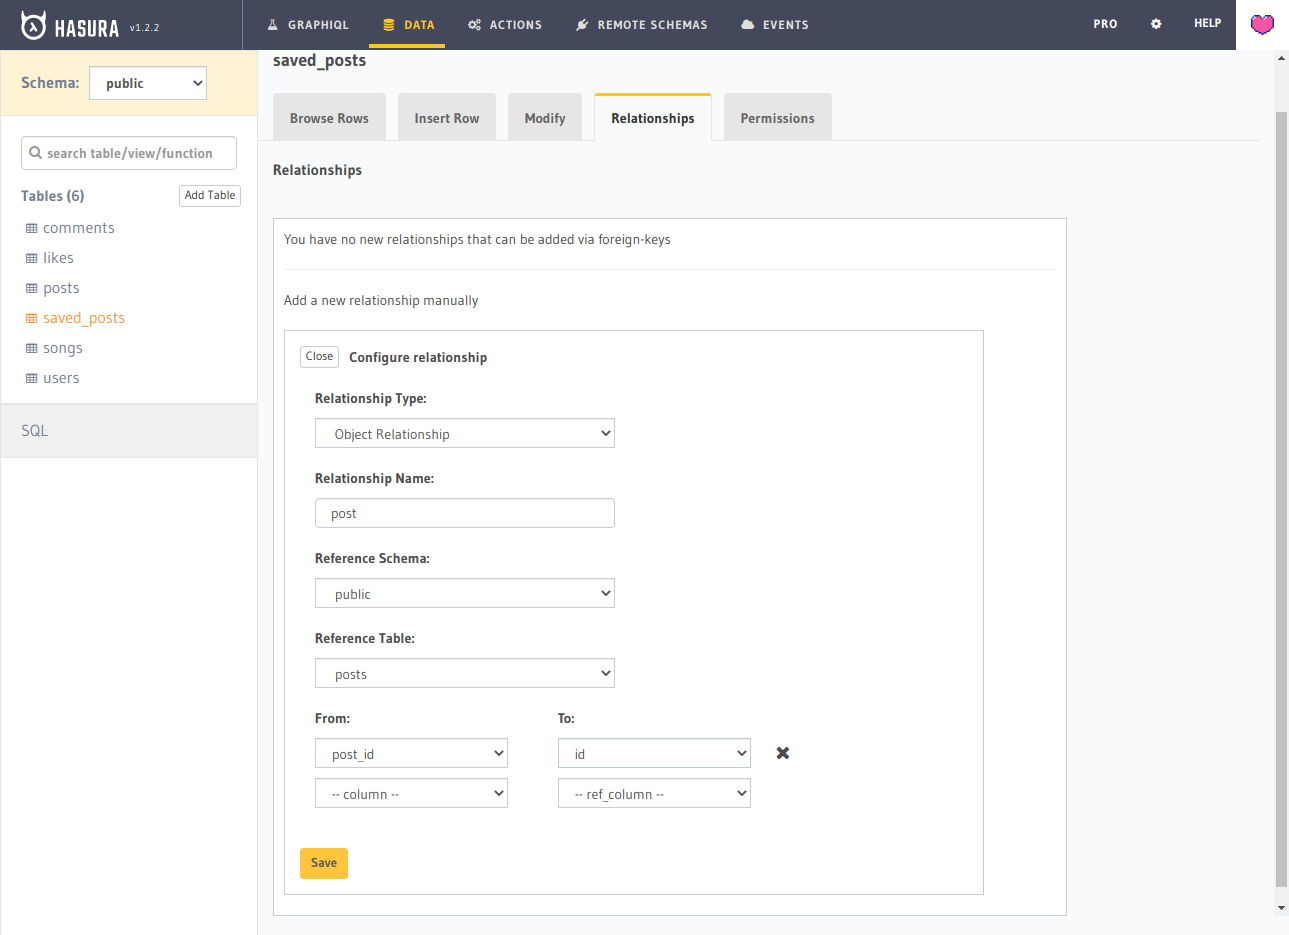 HASURA v1.2.2 GRAPHIQL DATA ACTIONS REMOTE SCHEMAS EVENTS PRO HELP
Schema: public
search table/view/function
Tables (6) Add Table
comments
likes
posts
saved_posts
songs
users
SQL
saved_posts
Browse Rows Insert Row Modify Relationships Permissions
Relationships
You have no new relationships that can be added via foreign-keys
Add a new relationship manually
Close Configure relationship
Relationship Type:
Object Relationship
Relationship Name:
post
Reference Schema:
public
Reference Table:
posts
From: To:
post_id id
-- column -- -- ref_column --
Save